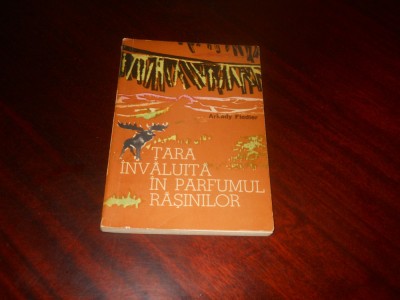 Arkady Fiedler
ȚARA
ÎNVĂLUITĂ
ÎN PARFUMUL
RĂȘINILOR